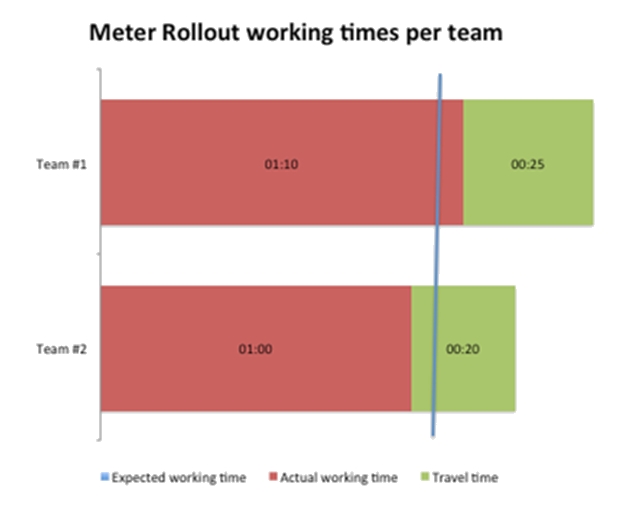 Meter Rollout working times per team
Team #1
01:10
00:25
Team #2
01:00
00:20
Expected working time
Actual working time
Travel time